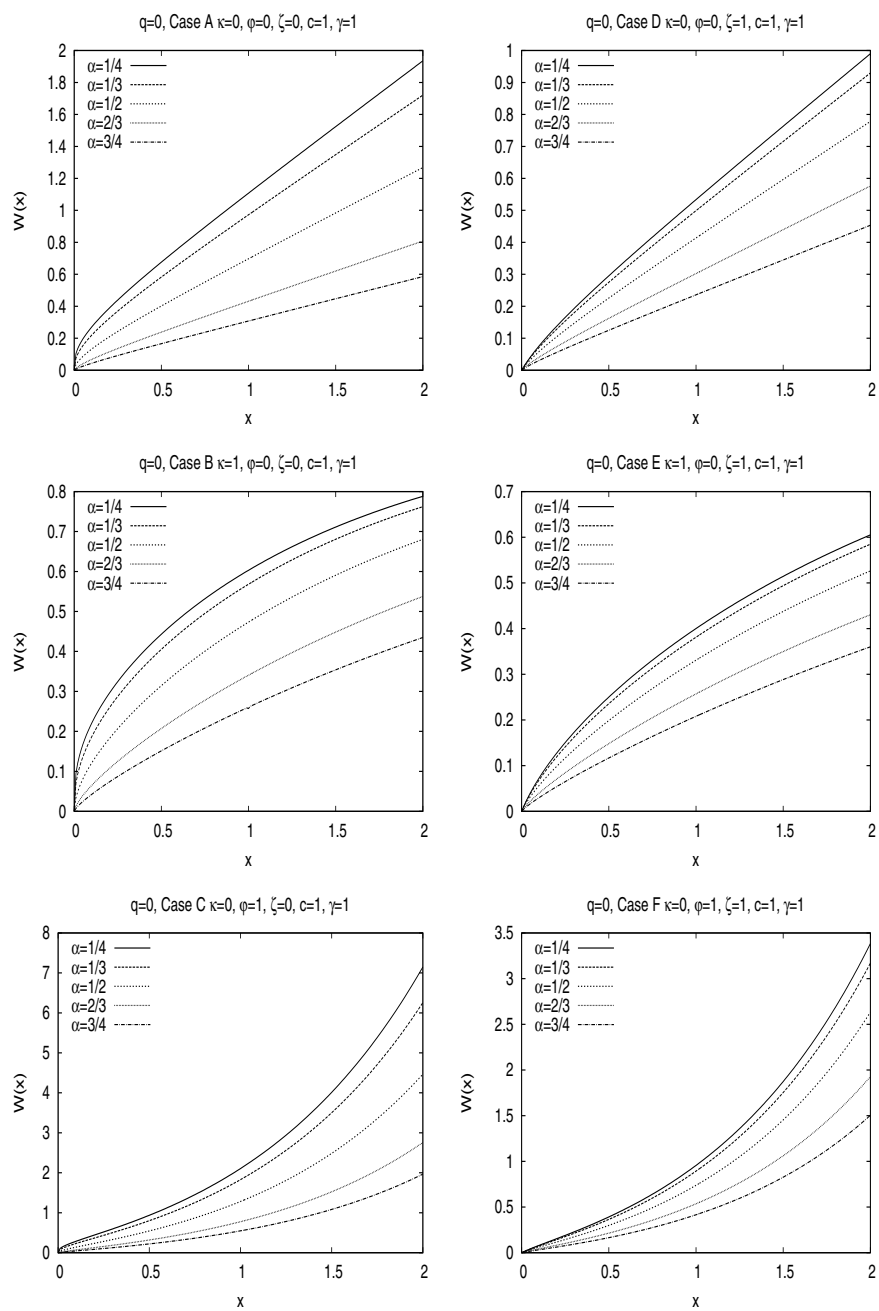 q=0, Case A κ=0, φ=0, ζ=0, c=1, γ=1
2
1.8
1.6
1.4
1.2
1
0.8
0.6
0.4
0.2
0
α=1/4
α=1/3
α=1/2
α=2/3
α=3/4
W(x)
0 0.5 1 1.5 2
x
q=0, Case D κ=0, φ=0, ζ=1, c=1, γ=1
1
0.9
0.8
0.7
0.6
0.5
0.4
0.3
0.2
0.1
0
α=1/4
α=1/3
α=1/2
α=2/3
α=3/4
W(x)
0 0.5 1 1.5 2
x
q=0, Case B κ=1, φ=0, ζ=0, c=1, γ=1
0.8
0.7
0.6
0.5
0.4
0.3
0.2
0.1
0
α=1/4
α=1/3
α=1/2
α=2/3
α=3/4
W(x)
0 0.5 1 1.5 2
x
q=0, Case E κ=1, φ=0, ζ=1, c=1, γ=1
0.7
0.6
0.5
0.4
0.3
0.2
0.1
0
α=1/4
α=1/3
α=1/2
α=2/3
α=3/4
W(x)
0 0.5 1 1.5 2
x
q=0, Case C κ=0, φ=1, ζ=0, c=1, γ=1
8
7
6
5
4
3
2
1
0
α=1/4
α=1/3
α=1/2
α=2/3
α=3/4
W(x)
0 0.5 1 1.5 2
x
q=0, Case F κ=0, φ=1, ζ=1, c=1, γ=1
3.5
3
2.5
2
1.5
1
0.5
0
α=1/4
α=1/3
α=1/2
α=2/3
α=3/4
W(x)
0 0.5 1 1.5 2
x